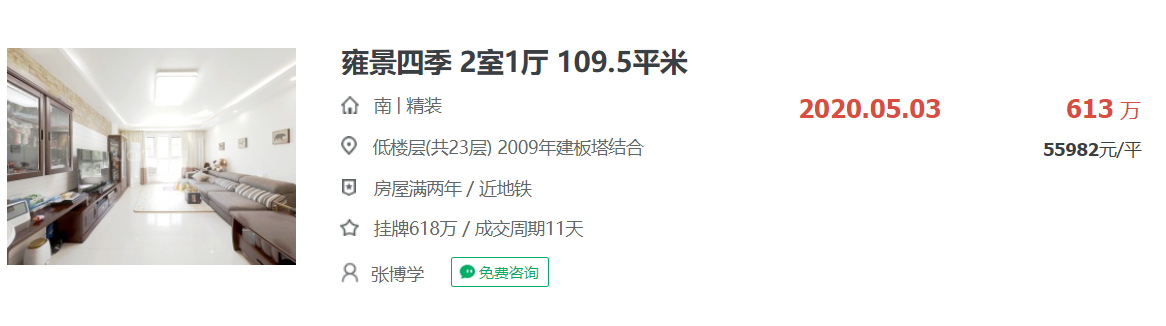 雍景四季 2室1厅 109.5平米
南 | 精装
2020.05.03
613 万
低楼层(共23层) 2009年建板塔结合
55982元/平
房屋满两年 / 近地铁
挂牌618万 / 成交周期11天
张博学
免费咨询